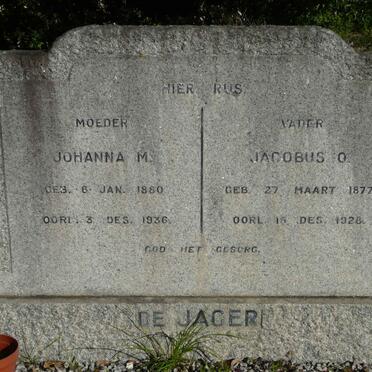 HIER RUS
MOEDER VADER
JOHANNA M. JACOBUS O.
GEB. 6 JAN. 1880 GEB. 27 MAART 1877
OORL. 3 DES. 1936. OORL. 15 DES. 1928.
GOD HET GESORG.
DE JAGER